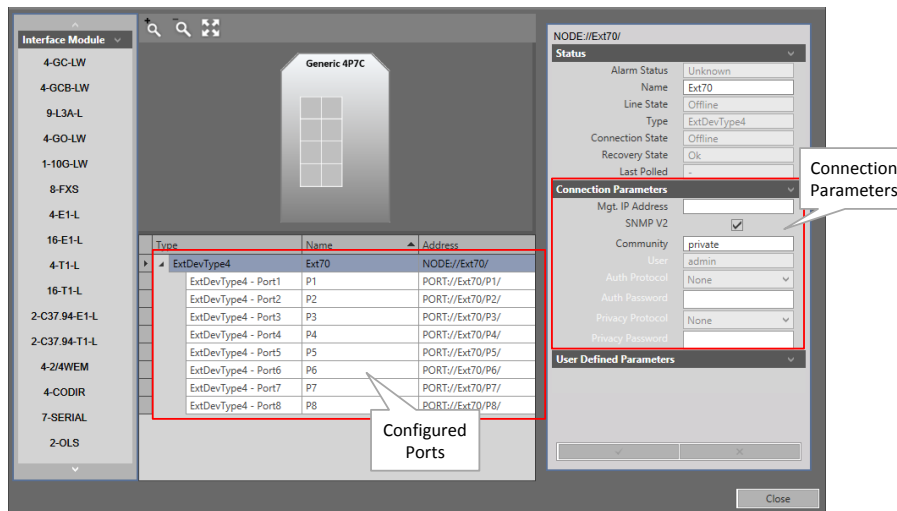 Interface Module
4-GC-LW
4-GCB-LW
9-L3A-L
4-GO-LW
1-10G-LW
8-FXS
4-E1-L
16-E1-L
4-T1-L
16-T1-L
2-C37.94-E1-L
2-C37.94-T1-L
4-2/4WEM
4-CODIR
7-SERIAL
2-OLS
Generic 4P7C
Type Name Address
ExtDevType4 Ext70 NODE://Ext70/
ExtDevType4 - Port1 P1 PORT://Ext70/P1/
ExtDevType4 - Port2 P2 PORT://Ext70/P2/
ExtDevType4 - Port3 P3 PORT://Ext70/P3/
ExtDevType4 - Port4 P4 PORT://Ext70/P4/
ExtDevType4 - Port5 P5 PORT://Ext70/P5/
ExtDevType4 - Port6 P6 PORT://Ext70/P6/
ExtDevType4 - Port7 P7 PORT://Ext70/P7/
ExtDevType4 - Port8 P8 PORT://Ext70/P8/
Configured
Ports
NODE://Ext70/
Status
Alarm Status Unknown
Name Ext70
Line State Offline
Type ExtDevType4
Connection State Offline
Recovery State Ok
Last Polled -
Connection Parameters
Mgt. IP Address
SNMP V2
Community private
User admin
Auth Protocol None
Auth Password
Privacy Protocol None
Privacy Password
User Defined Parameters
Connection
Parameters
Close